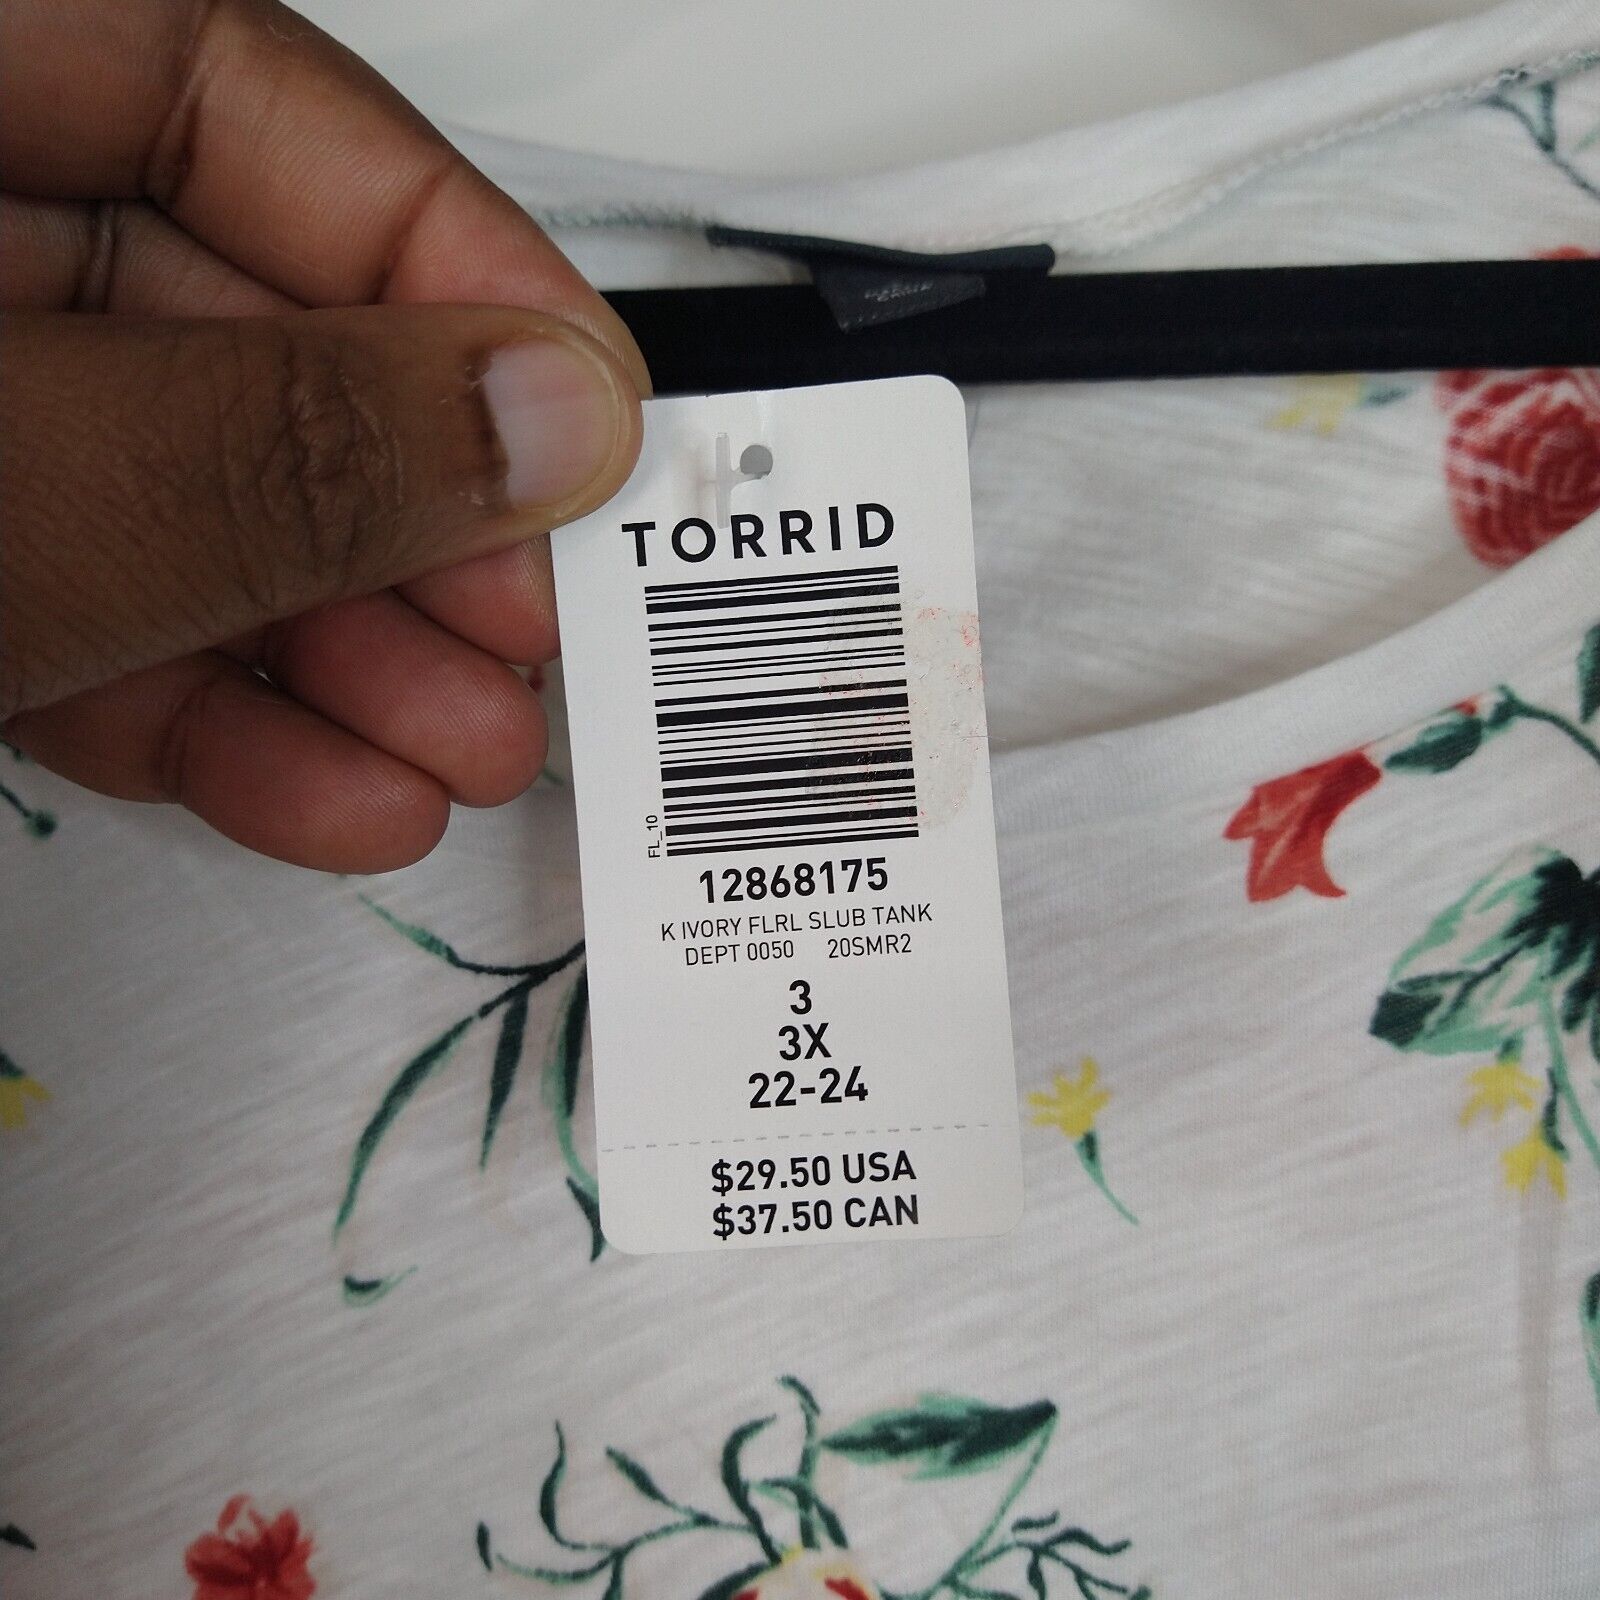 TORRID
FL_10
12868175
K IVORY FLRL SLUB TANK
DEPT 0050 20SMR2
3
3X
22-24
$29.50 USA
$37.50 CAN